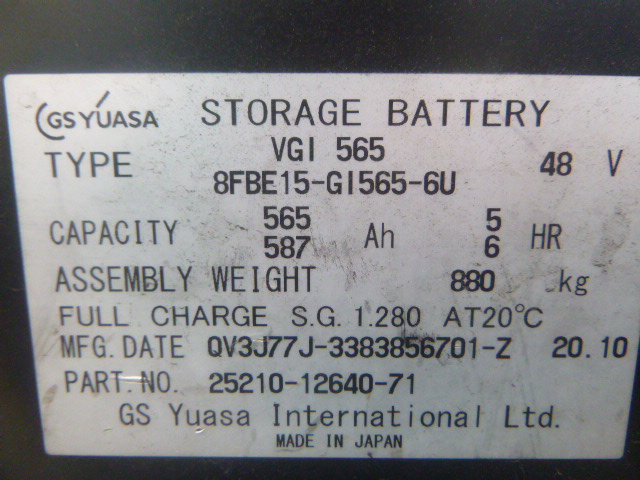 GS YUASA STORAGE BATTERY
TYPE VGI 565 48 V
8FBE15-GI565-6U
CAPACITY 565 Ah 5 HR
587 6
ASSEMBLY WEIGHT 880 kg
FULL CHARGE S.G. 1.280 AT20℃
MFG.DATE QV3J77J-3383856701-Z 20.10
PART.NO. 25210-12640-71
GS Yuasa International Ltd.
MADE IN JAPAN